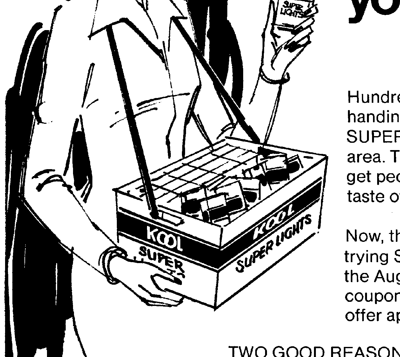 yo
SUPER
LIGHTS
Hundre
handin
SUPER
area. T
get peo
taste o
KOOL
SUPER
KOOL
SUPER LIGHTS
Now, th
trying S
the Aug
coupon
offer ap
TWO GOOD REASON